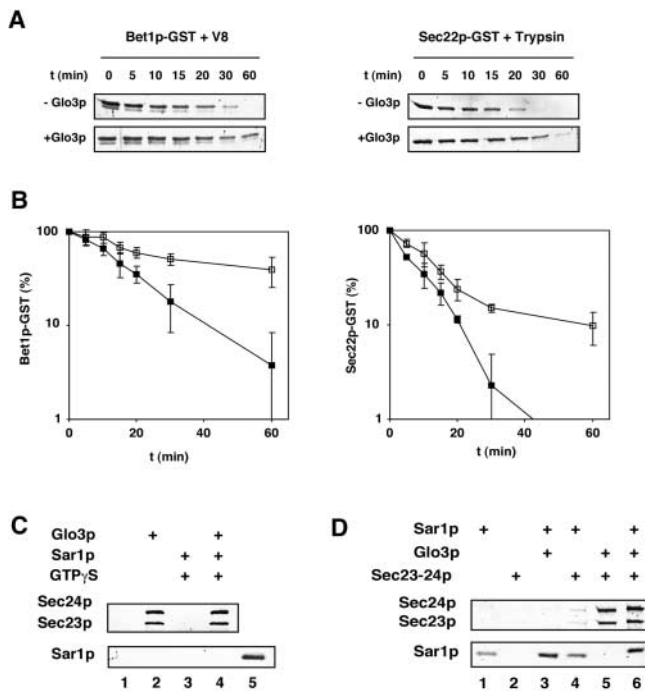 A
Bet1p-GST + V8
Sec22p-GST + Trypsin
t (min) 0 5 10 15 20 30 60
t (min) 0 5 10 15 20 30 60
- Glo3p
- Glo3p
+Glo3p
+Glo3p
B
Bet1p-GST (%)
100
10
1
0 20 40 60
t (min)
Sec22p-GST (%)
100
10
1
0 20 40 60
t (min)
C
Glo3p + +
Sar1p + +
GTPγS + +
Sec24p
Sec23p
Sar1p
1 2 3 4 5
D
Sar1p + + + +
Glo3p + + +
Sec23-24p + + + +
Sec24p
Sec23p
Sar1p
1 2 3 4 5 6